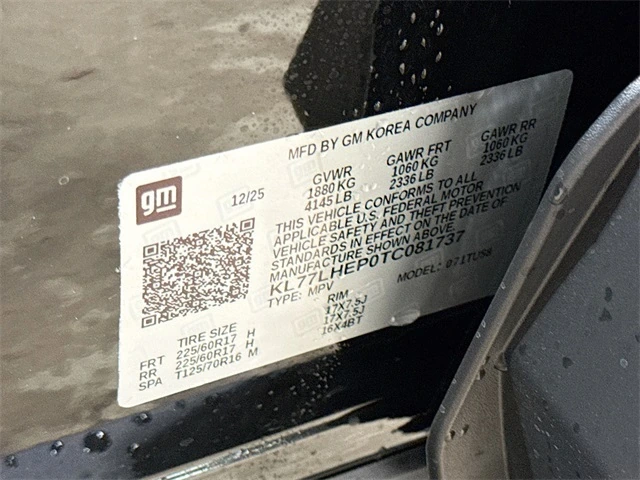 MFD BY GM KOREA COMPANY
gm
12/25
GVWR GAWR FRT GAWR RR
1880 KG 1060 KG 1060 KG
4145 LB 2336 LB 2336 LB
THIS VEHICLE CONFORMS TO ALL
APPLICABLE U.S. FEDERAL MOTOR
VEHICLE SAFETY AND THEFT PREVENTION
STANDARDS IN EFFECT ON THE DATE OF
MANUFACTURE SHOWN ABOVE.
KL77LHEP0TC081737
TYPE: MPV MODEL:
TIRE SIZE RIM
FRT 225/60R17 H 17X7.5J
RR 225/60R17 H 17X7.5J
SPA T125/70R16 M 16X4BT